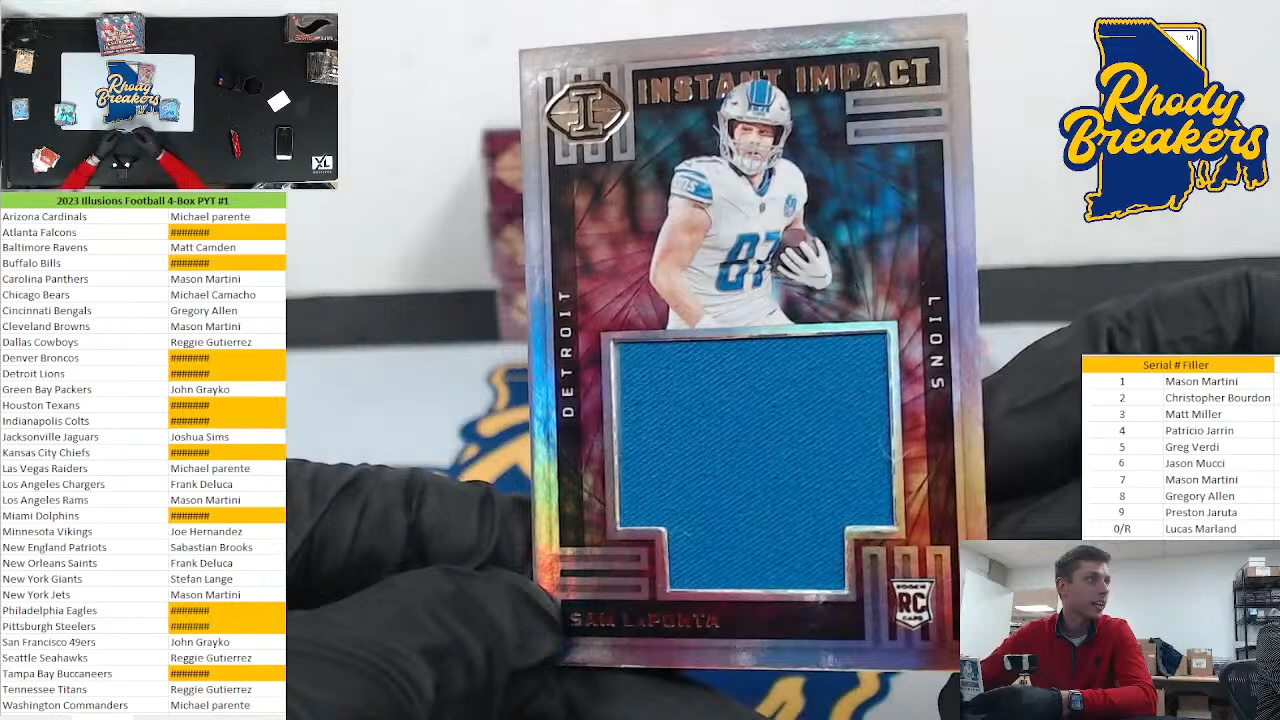 Rhody
Breakers
XL
2023 Illusions Football 4-Box PYT #1
Arizona Cardinals Michael parente
Atlanta Falcons #######
Baltimore Ravens Matt Camden
Buffalo Bills #######
Carolina Panthers Mason Martini
Chicago Bears Michael Camacho
Cincinnati Bengals Gregory Allen
Cleveland Browns Mason Martini
Dallas Cowboys Reggie Gutierrez
Denver Broncos #######
Detroit Lions #######
Green Bay Packers John Grayko
Houston Texans #######
Indianapolis Colts #######
Jacksonville Jaguars Joshua Sims
Kansas City Chiefs #######
Las Vegas Raiders Michael parente
Los Angeles Chargers Frank Deluca
Los Angeles Rams Mason Martini
Miami Dolphins #######
Minnesota Vikings Joe Hernandez
New England Patriots Sabastian Brooks
New Orleans Saints Frank Deluca
New York Giants Stefan Lange
New York Jets Mason Martini
Philadelphia Eagles #######
Pittsburgh Steelers #######
San Francisco 49ers John Grayko
Seattle Seahawks Reggie Gutierrez
Tampa Bay Buccaneers #######
Tennessee Titans Reggie Gutierrez
Washington Commanders Michael parente
I
INSTANT IMPACT
87
DETROIT
LIONS
SAM LAPORTA
ROOKIE
RC
CARD
1/1
Rhody
Breakers
Serial # Filler
1 Mason Martini
2 Christopher Bourdon
3 Matt Miller
4 Patricio Jarrin
5 Greg Verdi
6 Jason Mucci
7 Mason Martini
8 Gregory Allen
9 Preston Jaruta
0/R Lucas Marland